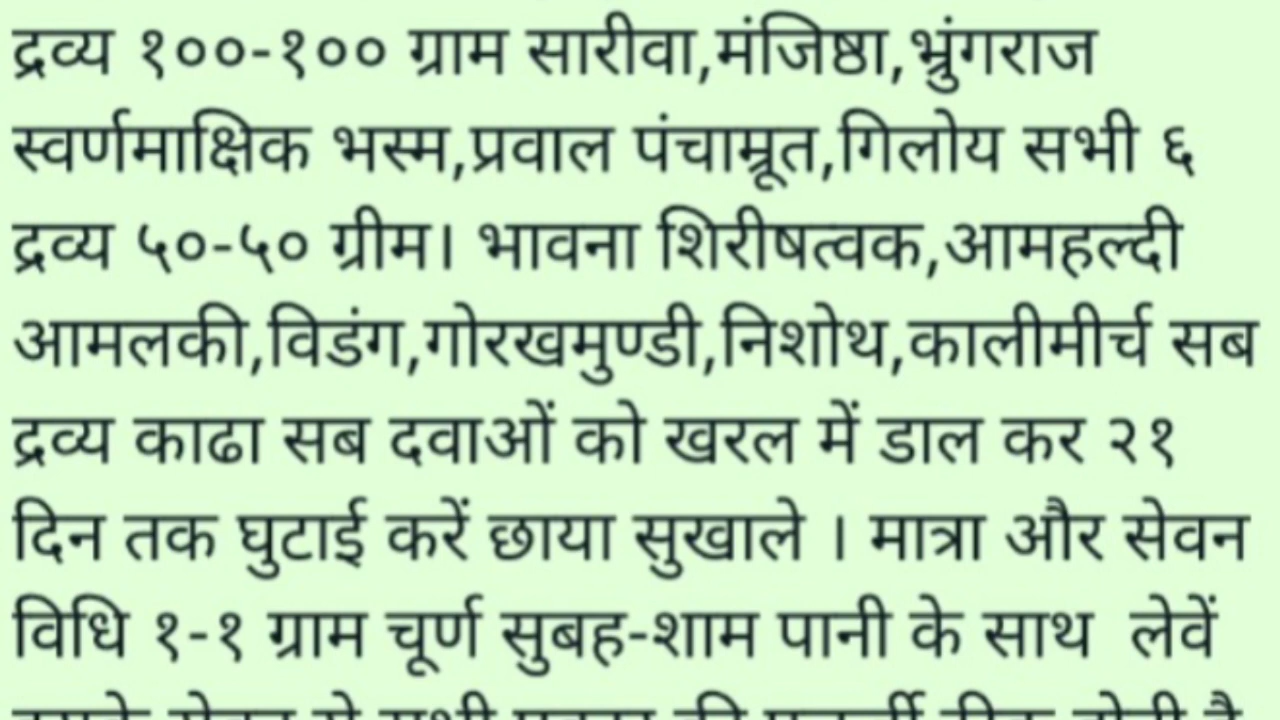 द्रव्य १००-१०० ग्राम सारीवा,मंजिष्ठा,भ्रुंगराज
स्वर्णमाक्षिक भस्म,प्रवाल पंचाम्रूत,गिलोय सभी ६
द्रव्य ५०-५० ग्रीम। भावना शिरीषत्वक,आमहल्दी
आमलकी,विडंग,गोरखमुण्डी,निशोथ,कालीमीर्च सब
द्रव्य काढा सब दवाओं को खरल में डाल कर २१
दिन तक घुटाई करें छाया सुखाले । मात्रा और सेवन
विधि १-१ ग्राम चूर्ण सुबह-शाम पानी के साथ लेवें